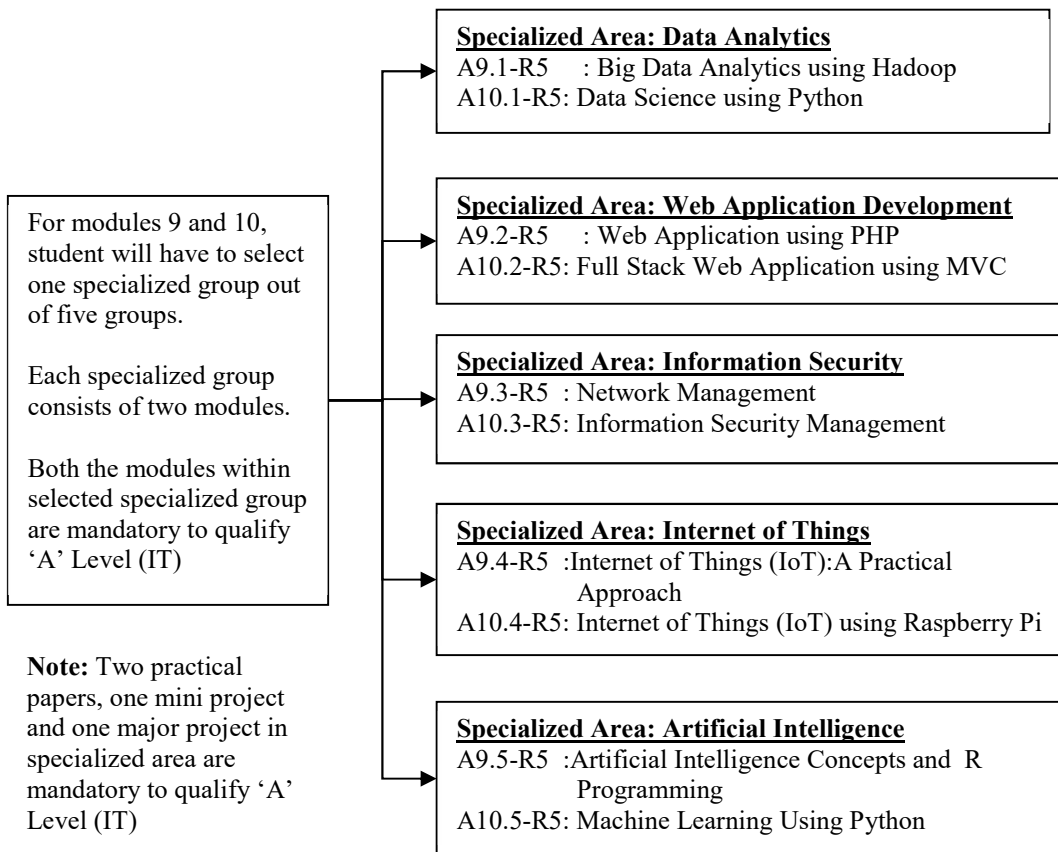 For modules 9 and 10,
student will have to select
one specialized group out
of five groups.
Each specialized group
consists of two modules.
Both the modules within
selected specialized group
are mandatory to qualify
‘A’ Level (IT)
Note: Two practical
papers, one mini project
and one major project in
specialized area are
mandatory to qualify ‘A’
Level (IT)
Specialized Area: Data Analytics
A9.1-R5 : Big Data Analytics using Hadoop
A10.1-R5: Data Science using Python
Specialized Area: Web Application Development
A9.2-R5 : Web Application using PHP
A10.2-R5: Full Stack Web Application using MVC
Specialized Area: Information Security
A9.3-R5 : Network Management
A10.3-R5: Information Security Management
Specialized Area: Internet of Things
A9.4-R5 :Internet of Things (IoT):A Practical
Approach
A10.4-R5: Internet of Things (IoT) using Raspberry Pi
Specialized Area: Artificial Intelligence
A9.5-R5 :Artificial Intelligence Concepts and R
Programming
A10.5-R5: Machine Learning Using Python